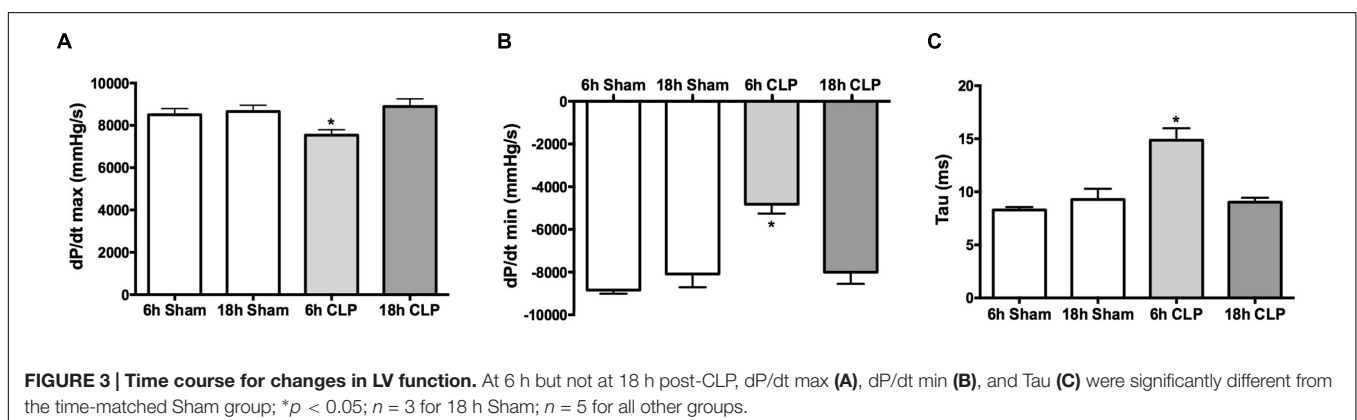 A
dP/dt max (mmHg/s)
10000
8000
6000
4000
2000
0
*
6h Sham 18h Sham 6h CLP 18h CLP
B
6h Sham 18h Sham 6h CLP 18h CLP
dP/dt min (mmHg/s)
0
-2000
-4000
-6000
-8000
-10000
*
C
Tau (ms)
20
15
10
5
0
*
6h Sham 18h Sham 6h CLP 18h CLP
FIGURE 3 | Time course for changes in LV function. At 6 h but not at 18 h post-CLP, dP/dt max (A), dP/dt min (B), and Tau (C) were significantly different from
the time-matched Sham group; *p < 0.05; n = 3 for 18 h Sham; n = 5 for all other groups.